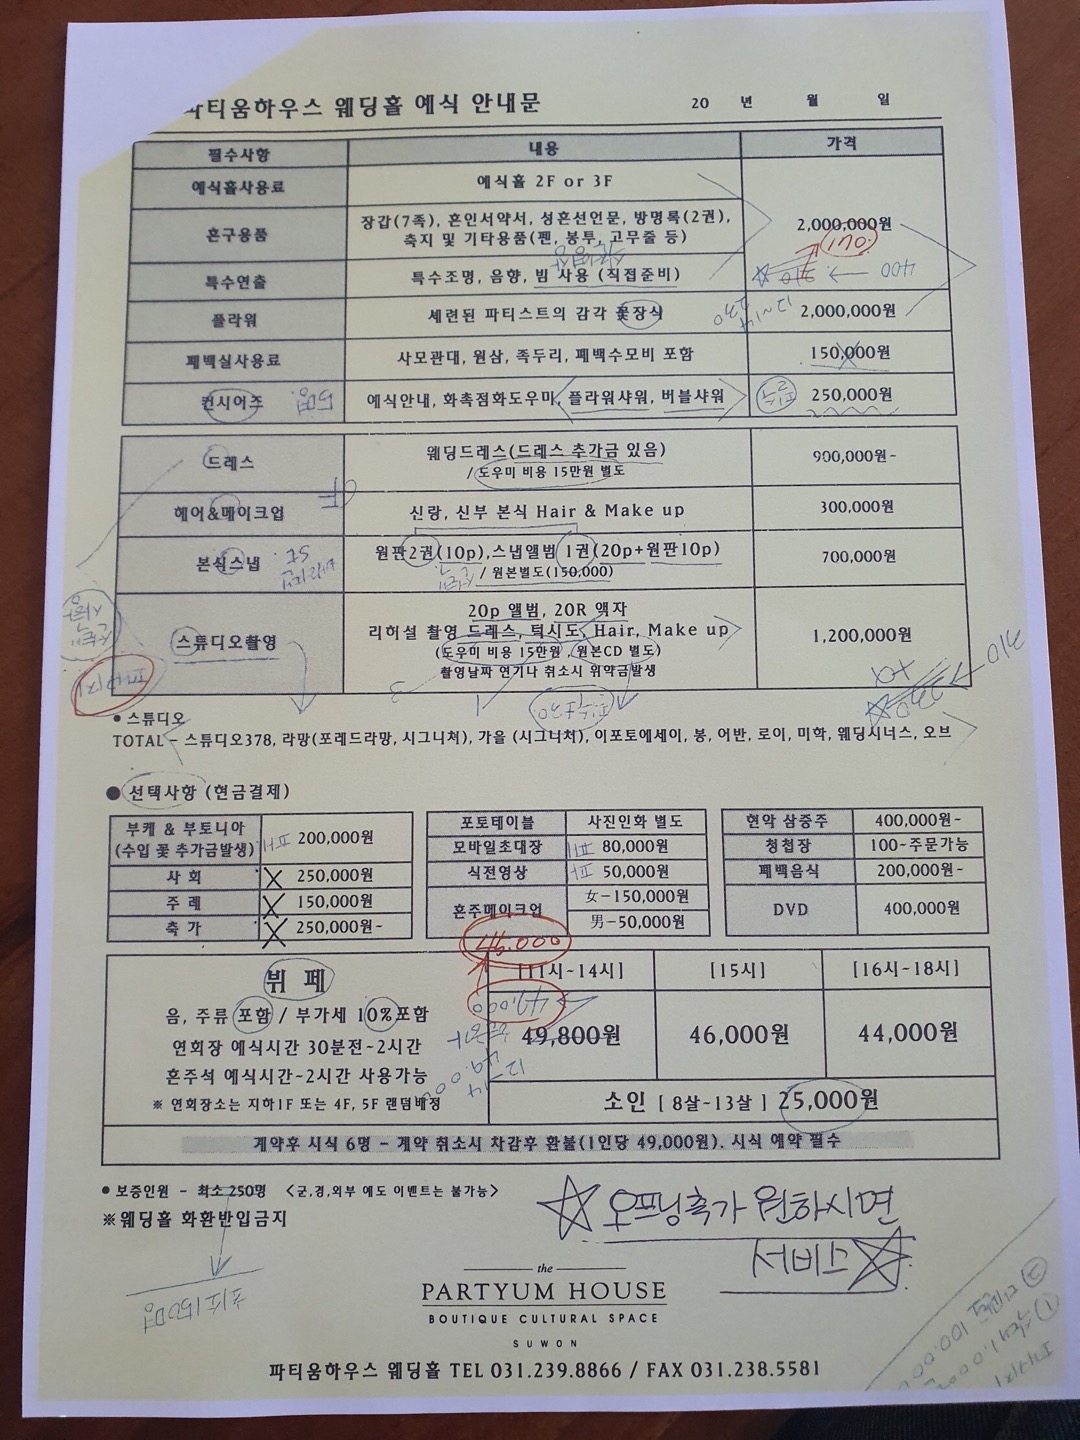 파티움하우스 웨딩홀 예식 안내문
20 년 월 일
필수사항 내용 가격
예식홀사용료 예식홀 2F or 3F
혼구용품 장갑(7족), 혼인서약서, 성혼선언문, 방명록(2권),
축지 및 기타용품(펜, 봉투, 고무줄 등)
2,000,000원
170.
특수연출 특수조명, 음향, 빔 사용 (직접준비)
400
플라워 세련된 파티스트의 감각 꽃장식 2,000,000원
폐백실사용료 사모관대, 원삼, 족두리, 폐백수모비 포함 150,000원
컨시어즈 5명. 예식안내, 화촉점화도우미, 플라워샤워, 버블샤워 필수 250,000원
드레스 웨딩드레스(드레스 추가금 있음)
/ 도우미 비용 15만원 별도
900,000원~
헤어&메이크업 신랑, 신부 본식 Hair & Make up 300,000원
본식스냅 원판2권(10p),스냅앨범 1권(20p+원판10p)
/ 원본별도(150,000)
700,000원
스튜디오촬영 20p 앨범, 20R 액자
리허설 촬영 드레스, 턱시도, Hair, Make up
(도우미 비용 15만원, 원본CD 별도)
촬영날짜 연기나 취소시 위약금발생
1,200,000원
310
패키지
● 스튜디오
TOTAL - 스튜디오378, 라망(포레드라망, 시그니처), 가을 (시그니처), 이포토에세이, 봉, 어반, 로이, 미학, 웨딩시너스, 오브
● 선택사항 (현금결제)
부케 & 부토니아
(수입 꽃 추가금발생)
200,000원
사 회 X 250,000원
주 례 X 150,000원
축 가 X 250,000원~
포토테이블 사진인화 별도
모바일초대장 80,000원
식전영상 50,000원
혼주메이크업 女-150,000원
男-50,000원
현악 삼중주 400,000원~
청첩장 100~주문가능
폐백음식 200,000원~
DVD 400,000원
46.000
47.000
뷔 페
음, 주류 포함 / 부가세 10%포함
연회장 예식시간 30분전~2시간
혼주석 예식시간~2시간 사용가능
※ 연회장소는 지하1F 또는 4F, 5F 랜덤배정
[11시~14시] [15시] [16시~18시]
49,800원 46,000원 44,000원
소인 [ 8살~13살 ] 25,000원
계약후 시식 6명 - 계약 취소시 차감후 환불(1인당 49,000원). 시식 예약 필수
● 보증인원 - 최소 250명 <군,경,외부 예도 이벤트는 불가능>
※웨딩홀 화환반입금지
최소 150명
☆ 오프닝축가 원하시면
서비스☆
the
PARTYUM HOUSE
BOUTIQUE CULTURAL SPACE
SUWON
파티움하우스 웨딩홀 TEL 031.239.8866 / FAX 031.238.5581